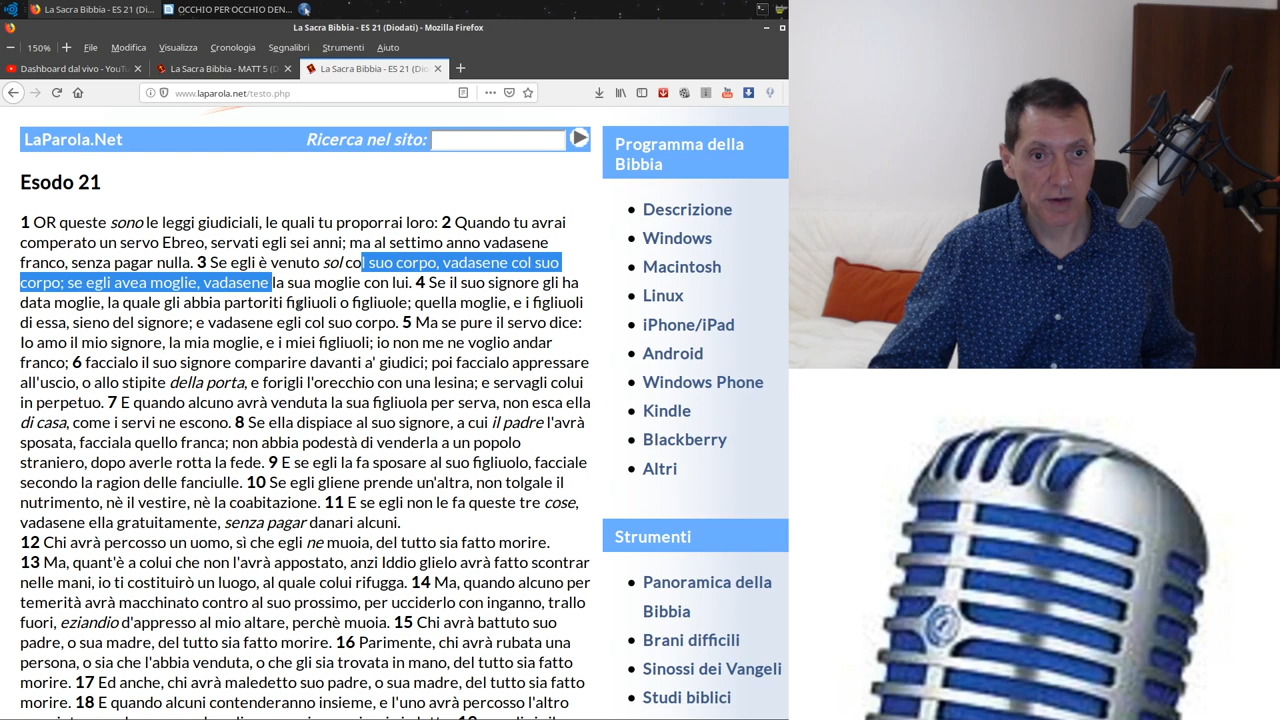 La Sacra Bibbia - ES 21 (Di...
OCCHIO PER OCCHIO DEN...
La Sacra Bibbia - ES 21 (Diodati) - Mozilla Firefox
150%
File
Modifica
Visualizza
Cronologia
Segnalibri
Strumenti
Aiuto
Dashboard dal vivo - YouTu
La Sacra Bibbia - MATT 5 (D
La Sacra Bibbia - ES 21 (Dio
www.laparola.net/testo.php
LaParola.Net
Ricerca nel sito:
Esodo 21
1 OR queste sono le leggi giudiciali, le quali tu proporrai loro: 2 Quando tu avrai
comperato un servo Ebreo, servati egli sei anni; ma al settimo anno vadasene
franco, senza pagar nulla. 3 Se egli è venuto sol col suo corpo, vadasene col suo
corpo; se egli avea moglie, vadasene la sua moglie con lui. 4 Se il suo signore gli ha
data moglie, la quale gli abbia partoriti figliuoli o figliuole; quella moglie, e i figliuoli
di essa, sieno del signore; e vadasene egli col suo corpo. 5 Ma se pure il servo dice:
Io amo il mio signore, la mia moglie, e i miei figliuoli; io non me ne voglio andar
franco; 6 faccialo il suo signore comparire davanti a' giudici; poi faccialo appressare
all'uscio, o allo stipite della porta, e forigli l'orecchio con una lesina; e servagli colui
in perpetuo. 7 E quando alcuno avrà venduta la sua figliuola per serva, non esca ella
di casa, come i servi ne escono. 8 Se ella dispiace al suo signore, a cui il padre l'avrà
sposata, facciala quello franca; non abbia podestà di venderla a un popolo
straniero, dopo averle rotta la fede. 9 E se egli la fa sposare al suo figliuolo, facciale
secondo la ragion delle fanciulle. 10 Se egli gliene prende un'altra, non tolgale il
nutrimento, nè il vestire, nè la coabitazione. 11 E se egli non le fa queste tre cose,
vadasene ella gratuitamente, senza pagar danari alcuni.
12 Chi avrà percosso un uomo, sì che egli ne muoia, del tutto sia fatto morire.
13 Ma, quant'è a colui che non l'avrà appostato, anzi Iddio glielo avrà fatto scontrar
nelle mani, io ti costituirò un luogo, al quale colui rifugga. 14 Ma, quando alcuno per
temerità avrà macchinato contro al suo prossimo, per ucciderlo con inganno, trallo
fuori, eziandio d'appresso al mio altare, perchè muoia. 15 Chi avrà battuto suo
padre, o sua madre, del tutto sia fatto morire. 16 Parimente, chi avrà rubata una
persona, o sia che l'abbia venduta, o che gli sia trovata in mano, del tutto sia fatto
morire. 17 Ed anche, chi avrà maledetto suo padre, o sua madre, del tutto sia fatto
morire. 18 E quando alcuni contenderanno insieme, e l'uno avrà percosso l'altro
Programma della
Bibbia
Descrizione
Windows
Macintosh
Linux
iPhone/iPad
Android
Windows Phone
Kindle
Blackberry
Altri
Strumenti
Panoramica della
Bibbia
Brani difficili
Sinossi dei Vangeli
Studi biblici